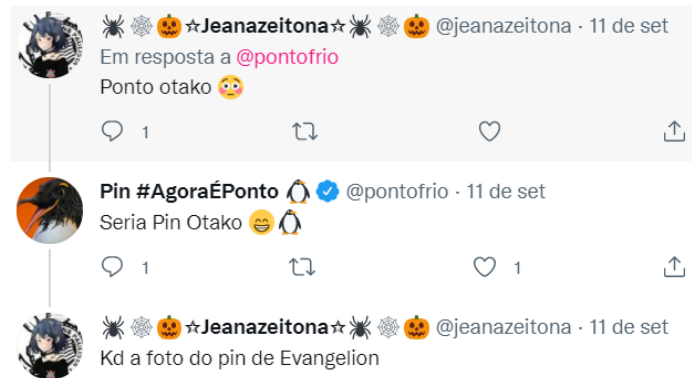 🕷️ 🕸️ 🎃 ☆Jeanazeitona☆ 🕷️ 🕸️ 🎃 @jeanazeitona · 11 de set
Em resposta a @pontofrio
Ponto otako 😳
1
Pin #AgoraÉPonto 🐧 @pontofrio · 11 de set
Seria Pin Otako 😁🐧
1 1
🕷️ 🕸️ 🎃 ☆Jeanazeitona☆ 🕷️ 🕸️ 🎃 @jeanazeitona · 11 de set
Kd a foto do pin de Evangelion